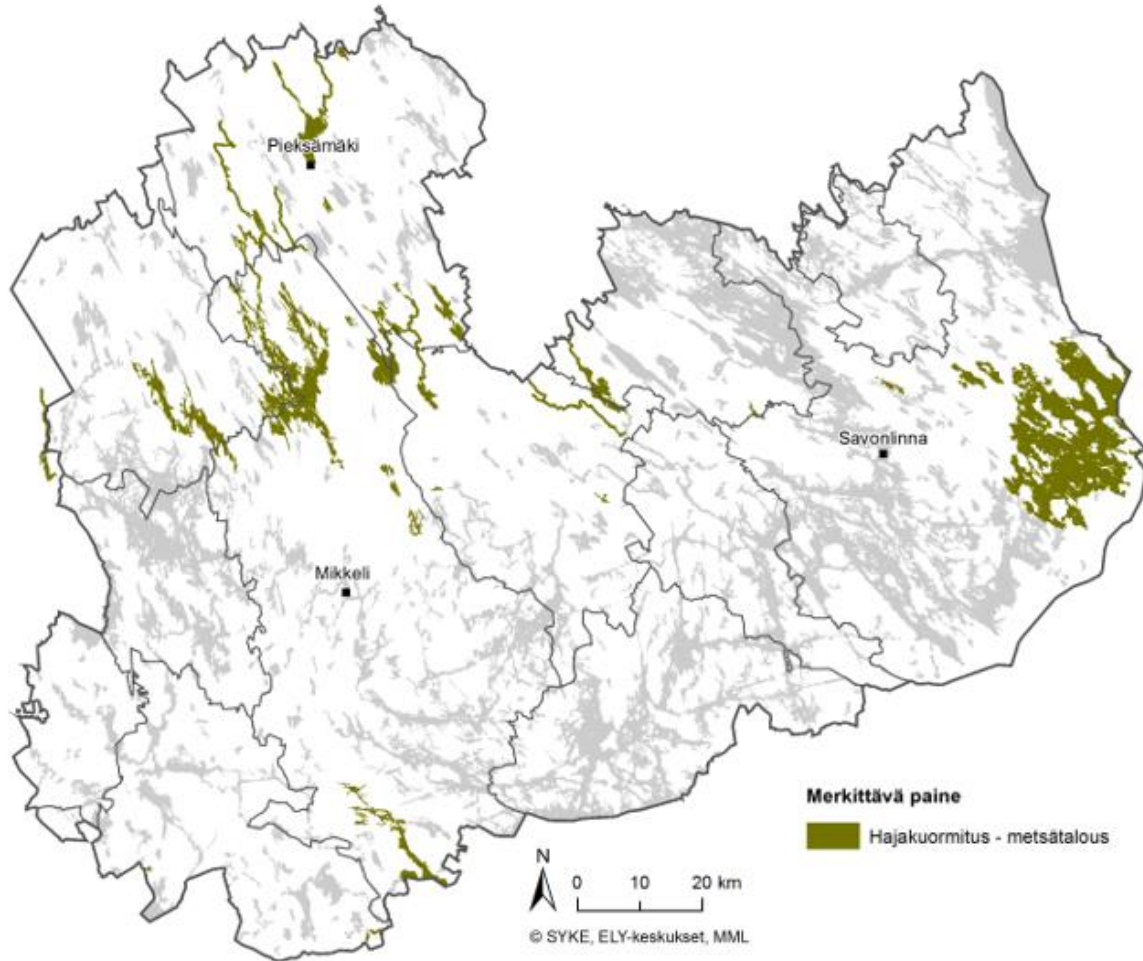 Pieksämäki
Savonlinna
Mikkeli
Merkittävä paine
Hajakuormitus - metsätalous
N
0 10 20 km
© SYKE, ELY-keskukset, MML